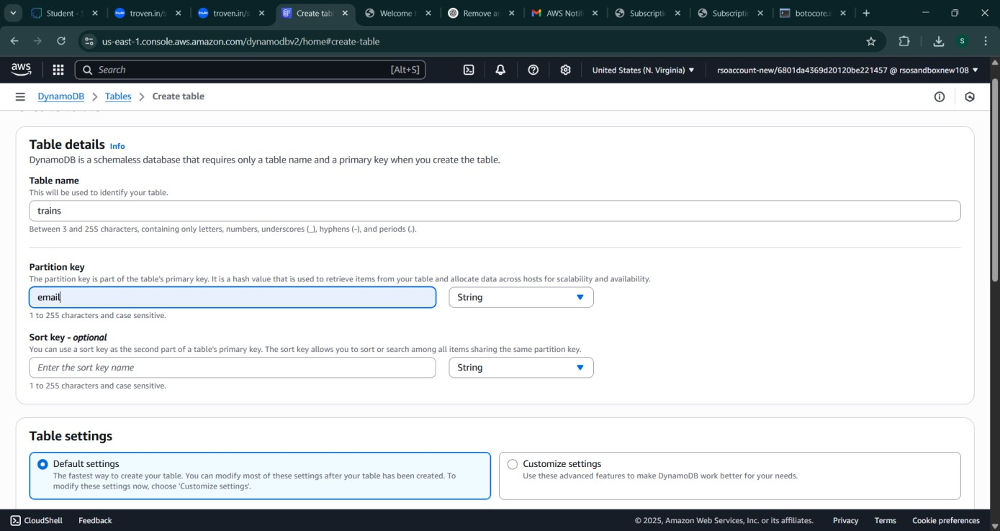 Student - S
troven.in/s
troven.in/s
Create tabl
Welcome t
Remove an
AWS Notifi
Subscriptio
Subscriptio
botocore.e
us-east-1.console.aws.amazon.com/dynamodbv2/home#create-table
S
aws
Search
[Alt+S]
United States (N. Virginia)
rsoaccount-new/6801da4369d20120be221457 @ rsosandboxnew108
DynamoDB > Tables > Create table
Table details Info
DynamoDB is a schemaless database that requires only a table name and a primary key when you create the table.
Table name
This will be used to identify your table.
trains
Between 3 and 255 characters, containing only letters, numbers, underscores (_), hyphens (-), and periods (.).
Partition key
The partition key is part of the table's primary key. It is a hash value that is used to retrieve items from your table and allocate data across hosts for scalability and availability.
email
String
1 to 255 characters and case sensitive.
Sort key - optional
You can use a sort key as the second part of a table's primary key. The sort key allows you to sort or search among all items sharing the same partition key.
Enter the sort key name
String
1 to 255 characters and case sensitive.
Table settings
Default settings
The fastest way to create your table. You can modify most of these settings after your table has been created. To
modify these settings now, choose 'Customize settings'.
Customize settings
Use these advanced features to make DynamoDB work better for your needs.
CloudShell
Feedback
© 2025, Amazon Web Services, Inc. or its affiliates.
Privacy
Terms
Cookie preferences